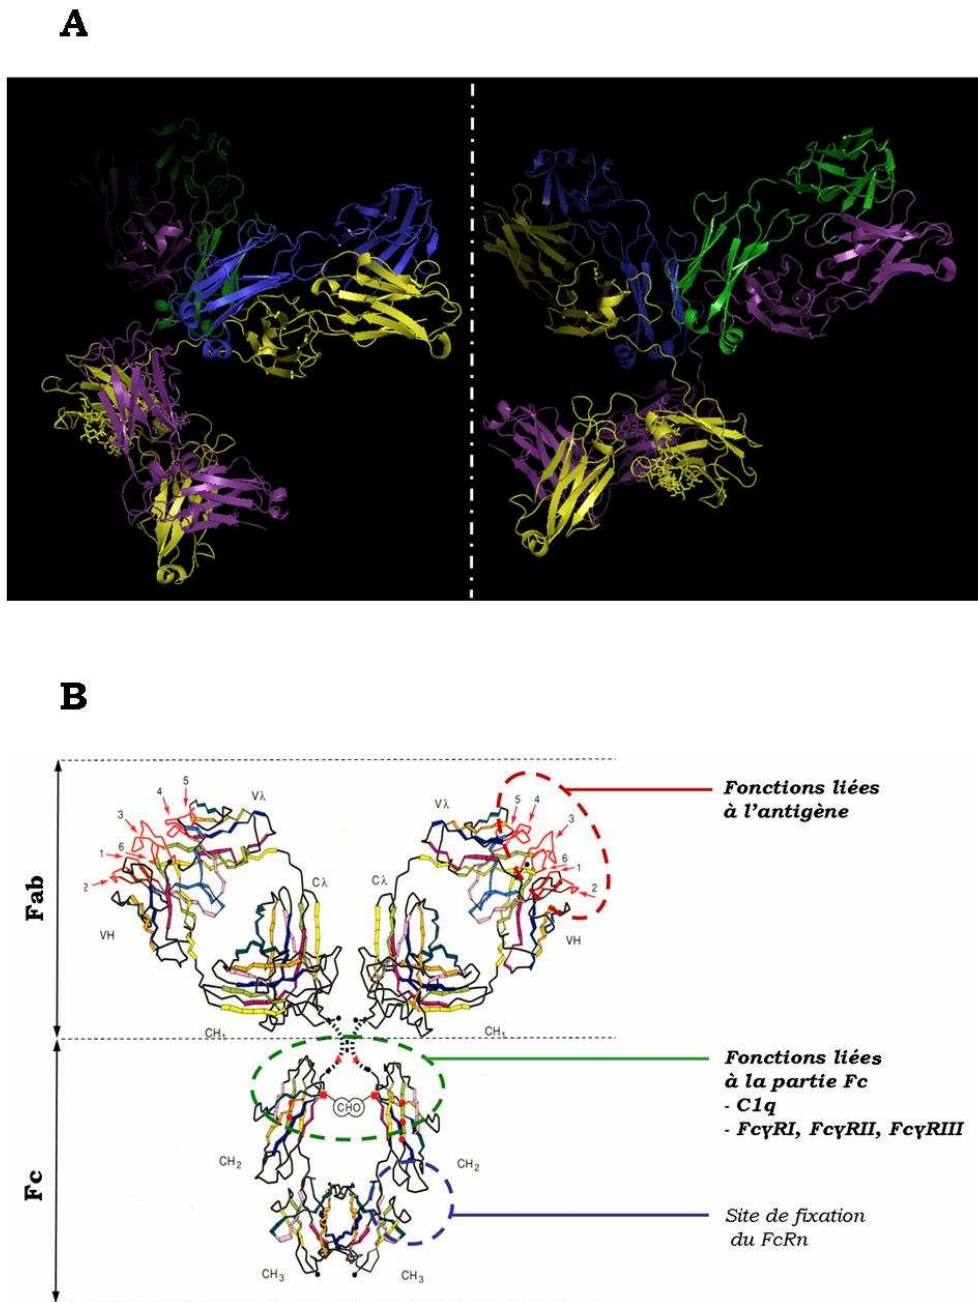 A
B
Fab
Fc
5
4
Vλ
3
6
1
2
VH
Cλ
CH1
Vλ
5
4
3
6
1
2
VH
Cλ
CH1
Fonctions liées
à l'antigène
CHO
CH2
CH2
CH3
CH3
Fonctions liées
à la partie Fc
- C1q
- FcγRI, FcγRII, FcγRIII
Site de fixation
du FcRn